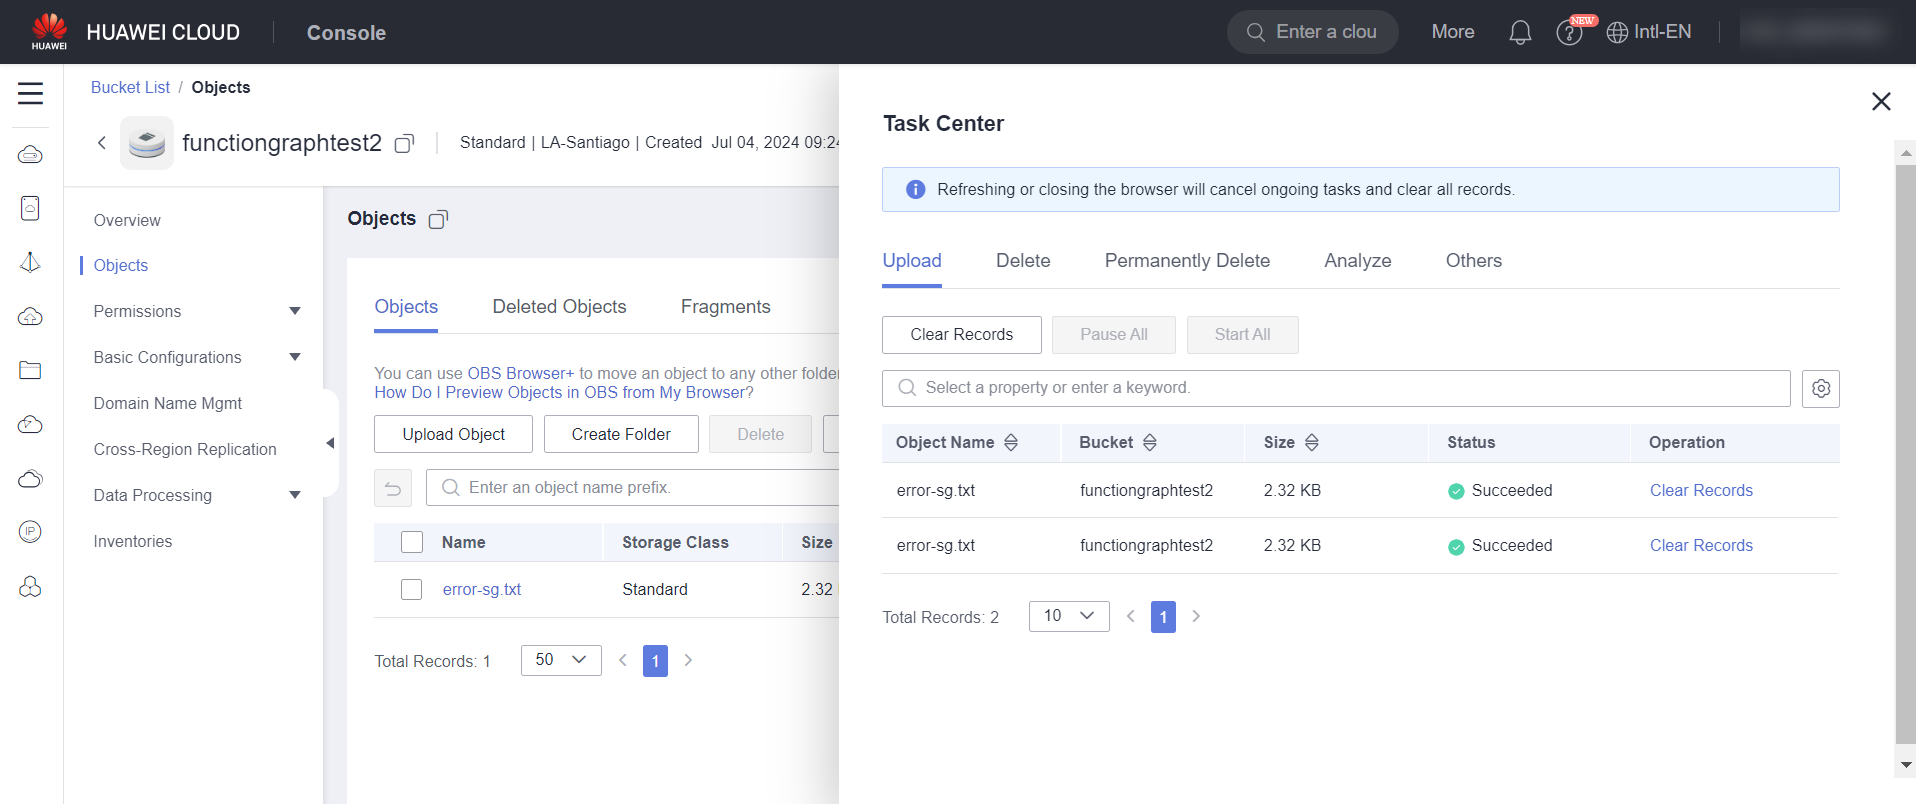 HUAWEI
HUAWEI CLOUD
Console
Enter a clou
More
NEW
Intl-EN
Bucket List / Objects
functiongraphtest2
Standard | LA-Santiago | Created Jul 04, 2024 09:24
Overview
Objects
Permissions
Basic Configurations
Domain Name Mgmt
Cross-Region Replication
Data Processing
Inventories
IP
Objects
Objects Deleted Objects Fragments
You can use OBS Browser+ to move an object to any other folder
How Do I Preview Objects in OBS from My Browser?
Upload Object Create Folder Delete
Enter an object name prefix.
Name Storage Class Size
error-sg.txt Standard 2.32
Total Records: 1 50 1
Task Center
Refreshing or closing the browser will cancel ongoing tasks and clear all records.
Upload Delete Permanently Delete Analyze Others
Clear Records Pause All Start All
Select a property or enter a keyword.
Object Name Bucket Size Status Operation
error-sg.txt functiongraphtest2 2.32 KB Succeeded Clear Records
error-sg.txt functiongraphtest2 2.32 KB Succeeded Clear Records
Total Records: 2 10 1